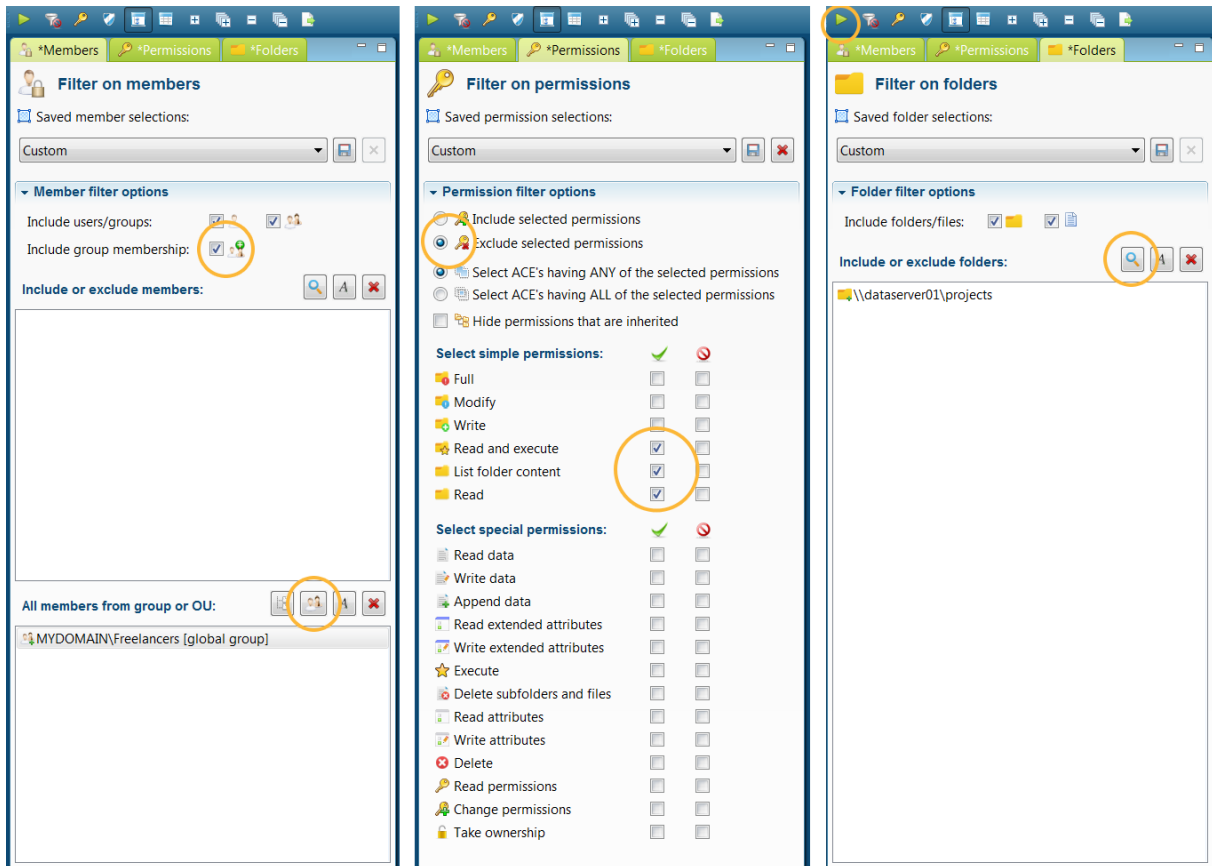 *Members
*Permissions
*Folders
Filter on members
Saved member selections:
Custom
Member filter options
Include users/groups:
Include group membership:
Include or exclude members:
A
All members from group or OU:
A
MYDOMAIN\Freelancers [global group]
*Members
*Permissions
*Folders
Filter on permissions
Saved permission selections:
Custom
Permission filter options
Include selected permissions
Exclude selected permissions
Select ACE's having ANY of the selected permissions
Select ACE's having ALL of the selected permissions
Hide permissions that are inherited
Select simple permissions:
Full
Modify
Write
Read and execute
List folder content
Read
Select special permissions:
Read data
Write data
Append data
Read extended attributes
Write extended attributes
Execute
Delete subfolders and files
Read attributes
Write attributes
Delete
Read permissions
Change permissions
Take ownership
*Members
*Permissions
*Folders
Filter on folders
Saved folder selections:
Custom
Folder filter options
Include folders/files:
Include or exclude folders:
A
\\dataserver01\projects